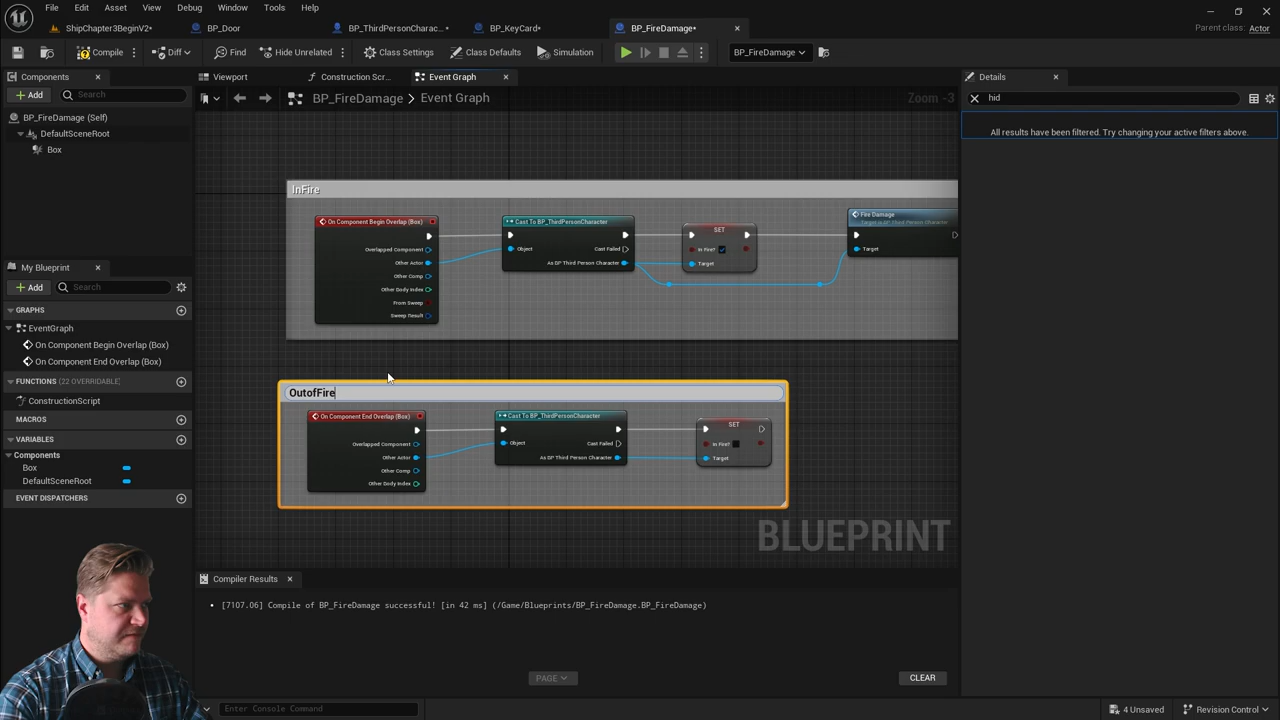 File Edit Asset View Debug Window Tools Help
ShipChapter3BeginV2* BP_Door BP_ThirdPersonCharac...* BP_KeyCard* BP_FireDamage* Parent class: Actor
Compile Diff Find Hide Unrelated Class Settings Class Defaults Simulation BP_FireDamage
Components Viewport Construction Scr... Event Graph Details
Add Search BP_FireDamage > Event Graph Zoom -3 hid
BP_FireDamage (Self)
DefaultSceneRoot
Box
All results have been filtered. Try changing your active filters above.
InFire
On Component Begin Overlap (Box)
Overlapped Component
Other Actor
Other Comp
Other Body Index
From Sweep
Sweep Result
Cast To BP_ThirdPersonCharacter
Object
Cast Failed
As BP Third Person Character
SET
In Fire?
Target
Fire Damage
Target is BP Third Person Character
Target
My Blueprint
Add Search
GRAPHS
EventGraph
On Component Begin Overlap (Box)
On Component End Overlap (Box)
FUNCTIONS (22 OVERRIDABLE)
ConstructionScript
MACROS
VARIABLES
Components
Box
DefaultSceneRoot
EVENT DISPATCHERS
OutofFire
On Component End Overlap (Box)
Overlapped Component
Other Actor
Other Comp
Other Body Index
Cast To BP_ThirdPersonCharacter
Object
Cast Failed
As BP Third Person Character
SET
In Fire?
Target
BLUEPRINT
Compiler Results
[7107.06] Compile of BP_FireDamage successful! [in 42 ms] (/Game/Blueprints/BP_FireDamage.BP_FireDamage)
PAGE CLEAR
Enter Console Command 4 Unsaved Revision Control